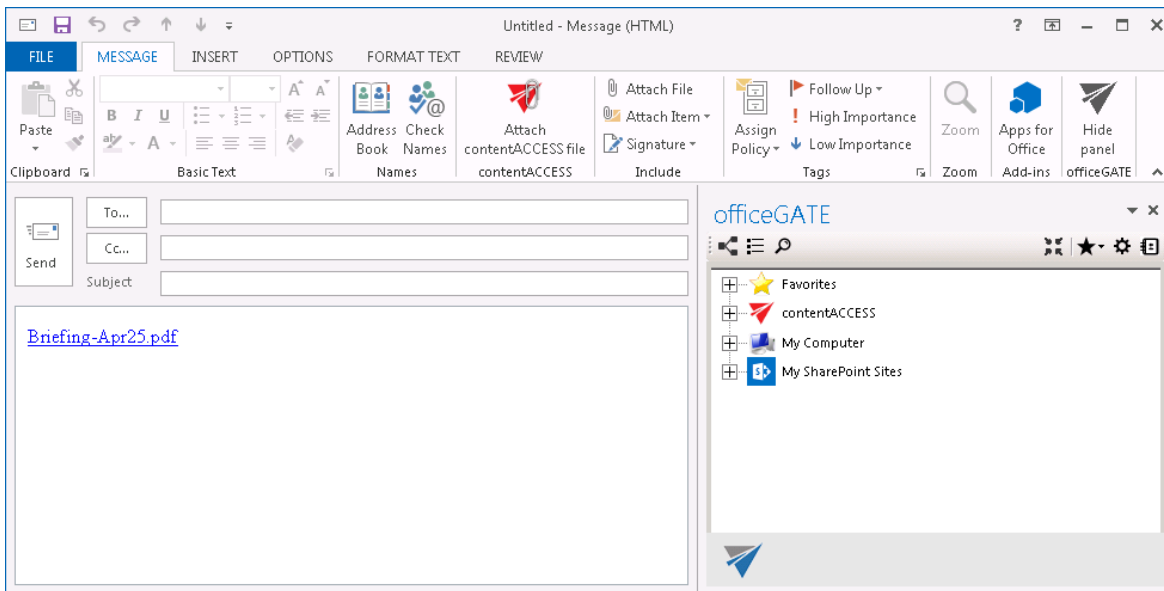 Untitled - Message (HTML)
?
FILE MESSAGE INSERT OPTIONS FORMAT TEXT REVIEW
Paste
Clipboard
B I U
A A
aby A
Basic Text
Address Book
Check Names
Names
Attach contentACCESS file
contentACCESS
Attach File
Attach Item
Signature
Include
Assign Policy
Follow Up
! High Importance
Low Importance
Tags
Zoom
Zoom
Apps for Office
Add-ins
Hide panel
officeGATE
Send
To...
Cc...
Subject
Briefing-Apr25.pdf
officeGATE
Favorites
contentACCESS
My Computer
My SharePoint Sites